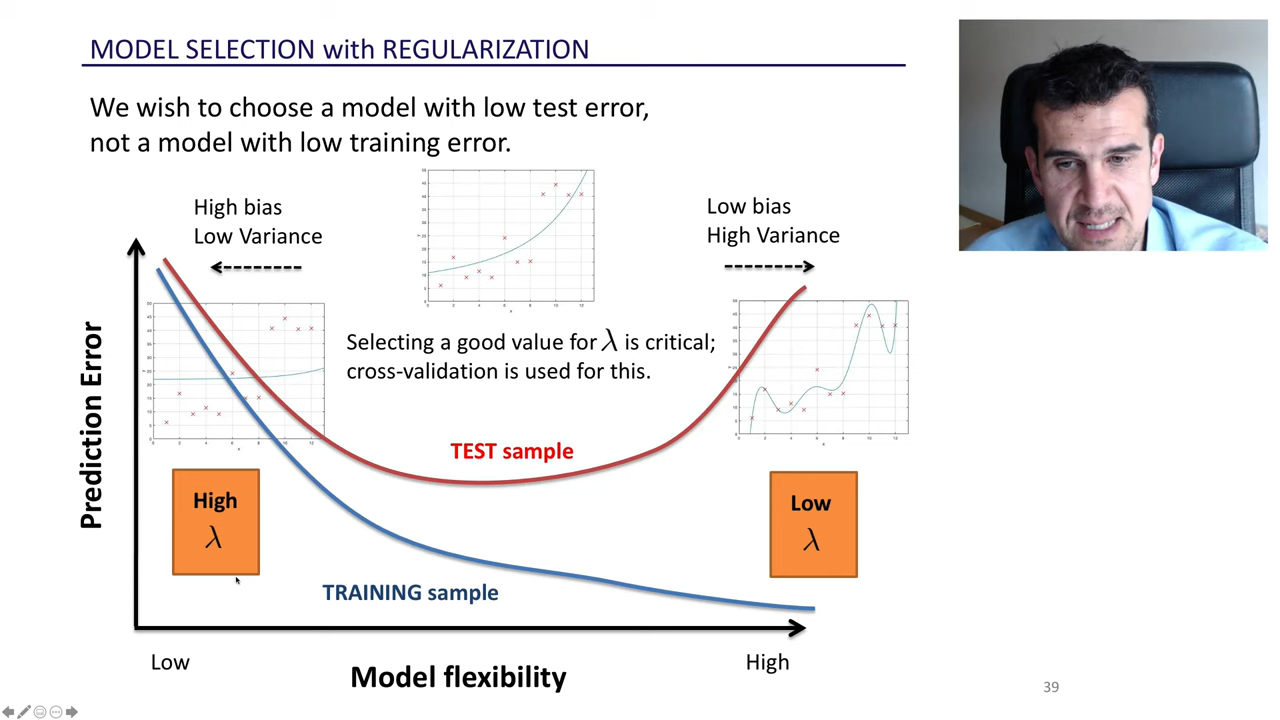 MODEL SELECTION with REGULARIZATION
We wish to choose a model with low test error,
not a model with low training error.
High bias
Low Variance
Low bias
High Variance
Selecting a good value for λ is critical;
cross-validation is used for this.
TEST sample
High
λ
Low
λ
TRAINING sample
Prediction Error
Low
High
Model flexibility
39